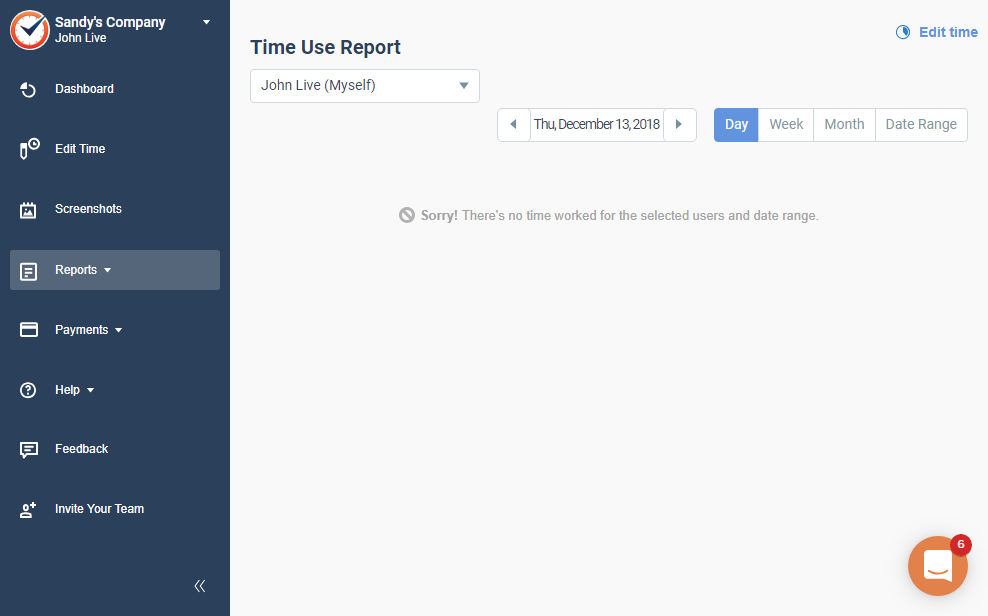 Sandy's Company
John Live
Dashboard
Edit Time
Screenshots
Reports
Payments
Help
Feedback
Invite Your Team
Edit time
Time Use Report
John Live (Myself)
Thu, December 13, 2018
Day Week Month Date Range
Sorry! There's no time worked for the selected users and date range.
6